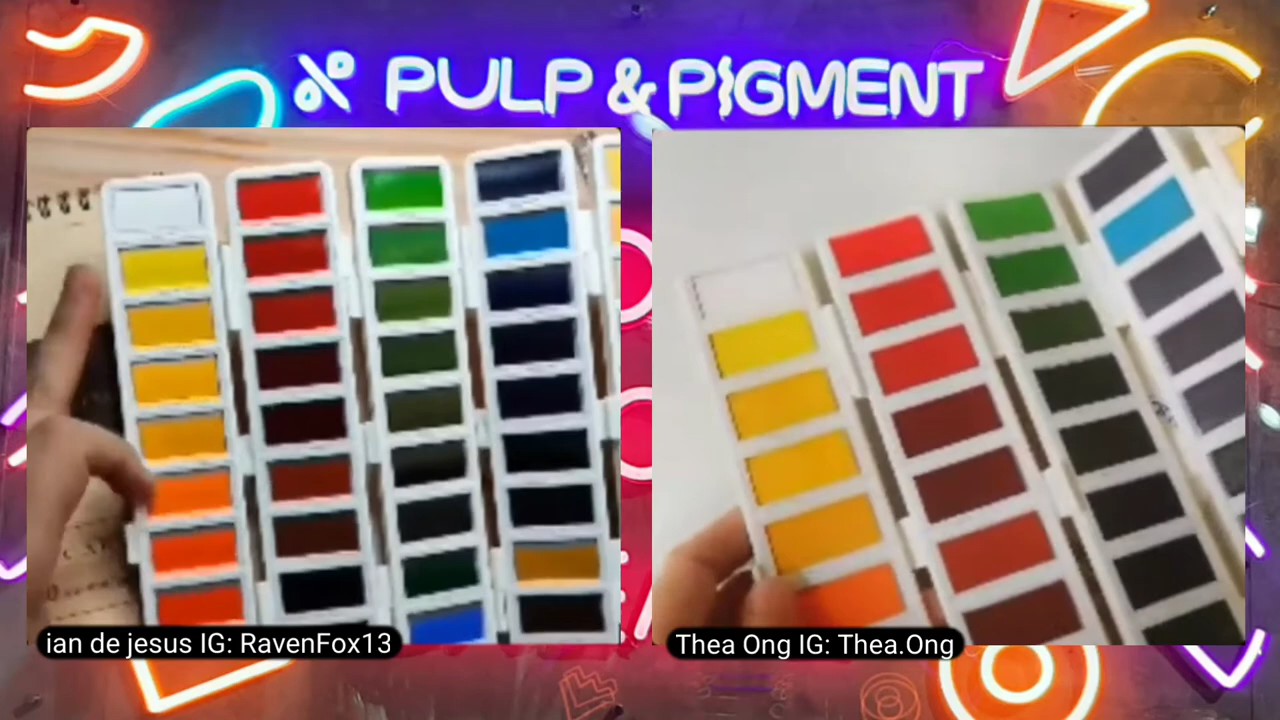 PULP & PIGMENT
ian de jesus IG: RavenFox13
Thea Ong IG: Thea.Ong